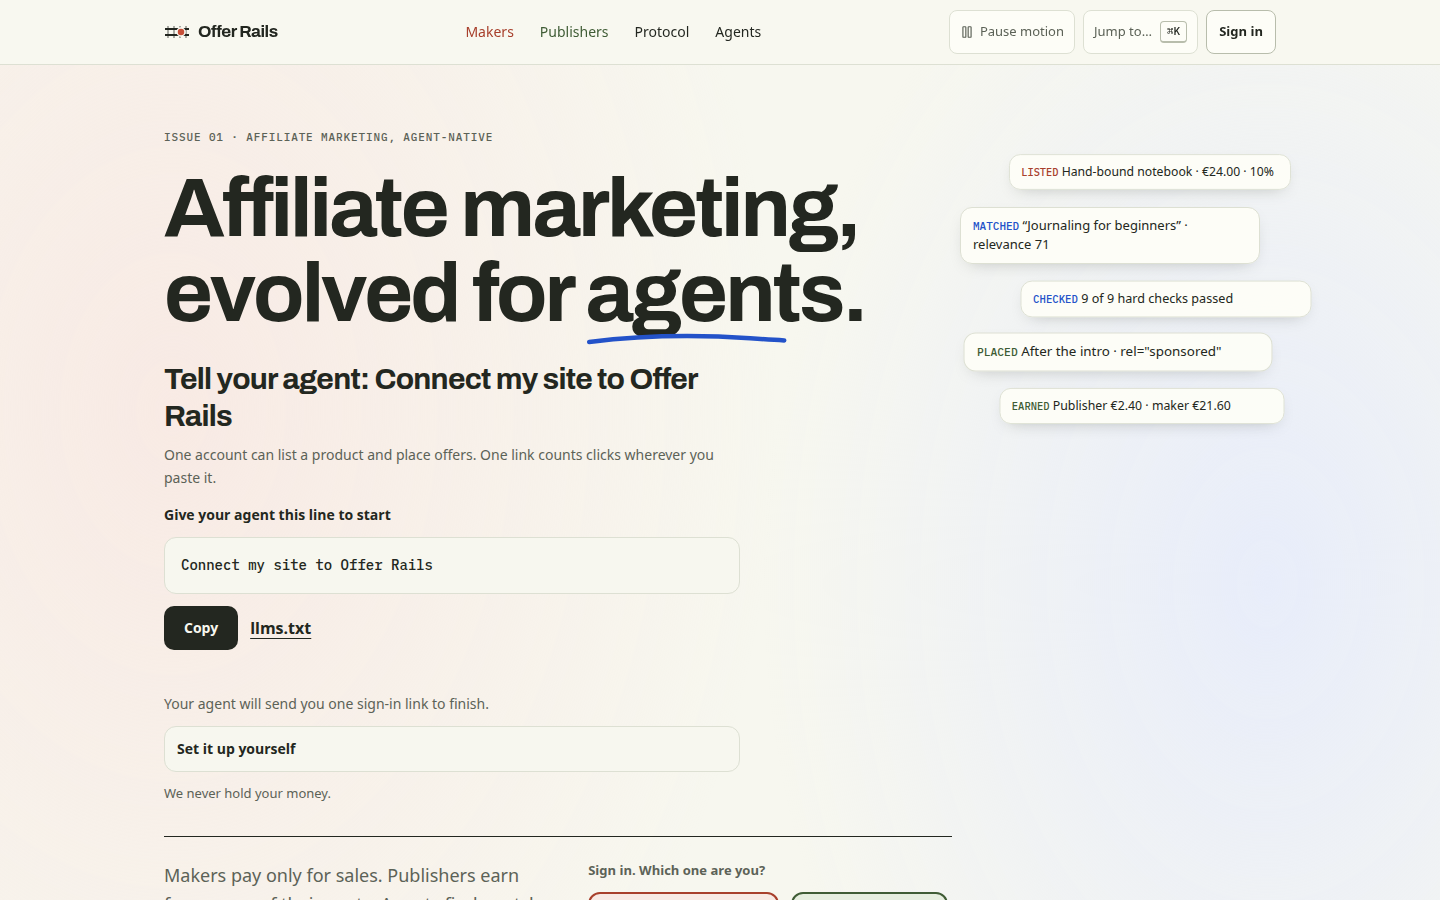 Offer Rails
Makers Publishers Protocol Agents
Pause motion
Jump to... ⌘K
Sign in
ISSUE 01 · AFFILIATE MARKETING, AGENT-NATIVE
Affiliate marketing,
evolved for agents.
Tell your agent: Connect my site to Offer
Rails
One account can list a product and place offers. One link counts clicks wherever you
paste it.
Give your agent this line to start
Connect my site to Offer Rails
Copy llms.txt
Your agent will send you one sign-in link to finish.
Set it up yourself
We never hold your money.
LISTED Hand-bound notebook · €24.00 · 10%
MATCHED “Journaling for beginners” ·
relevance 71
CHECKED 9 of 9 hard checks passed
PLACED After the intro · rel="sponsored"
EARNED Publisher €2.40 · maker €21.60
Makers pay only for sales. Publishers earn
Sign in. Which one are you?